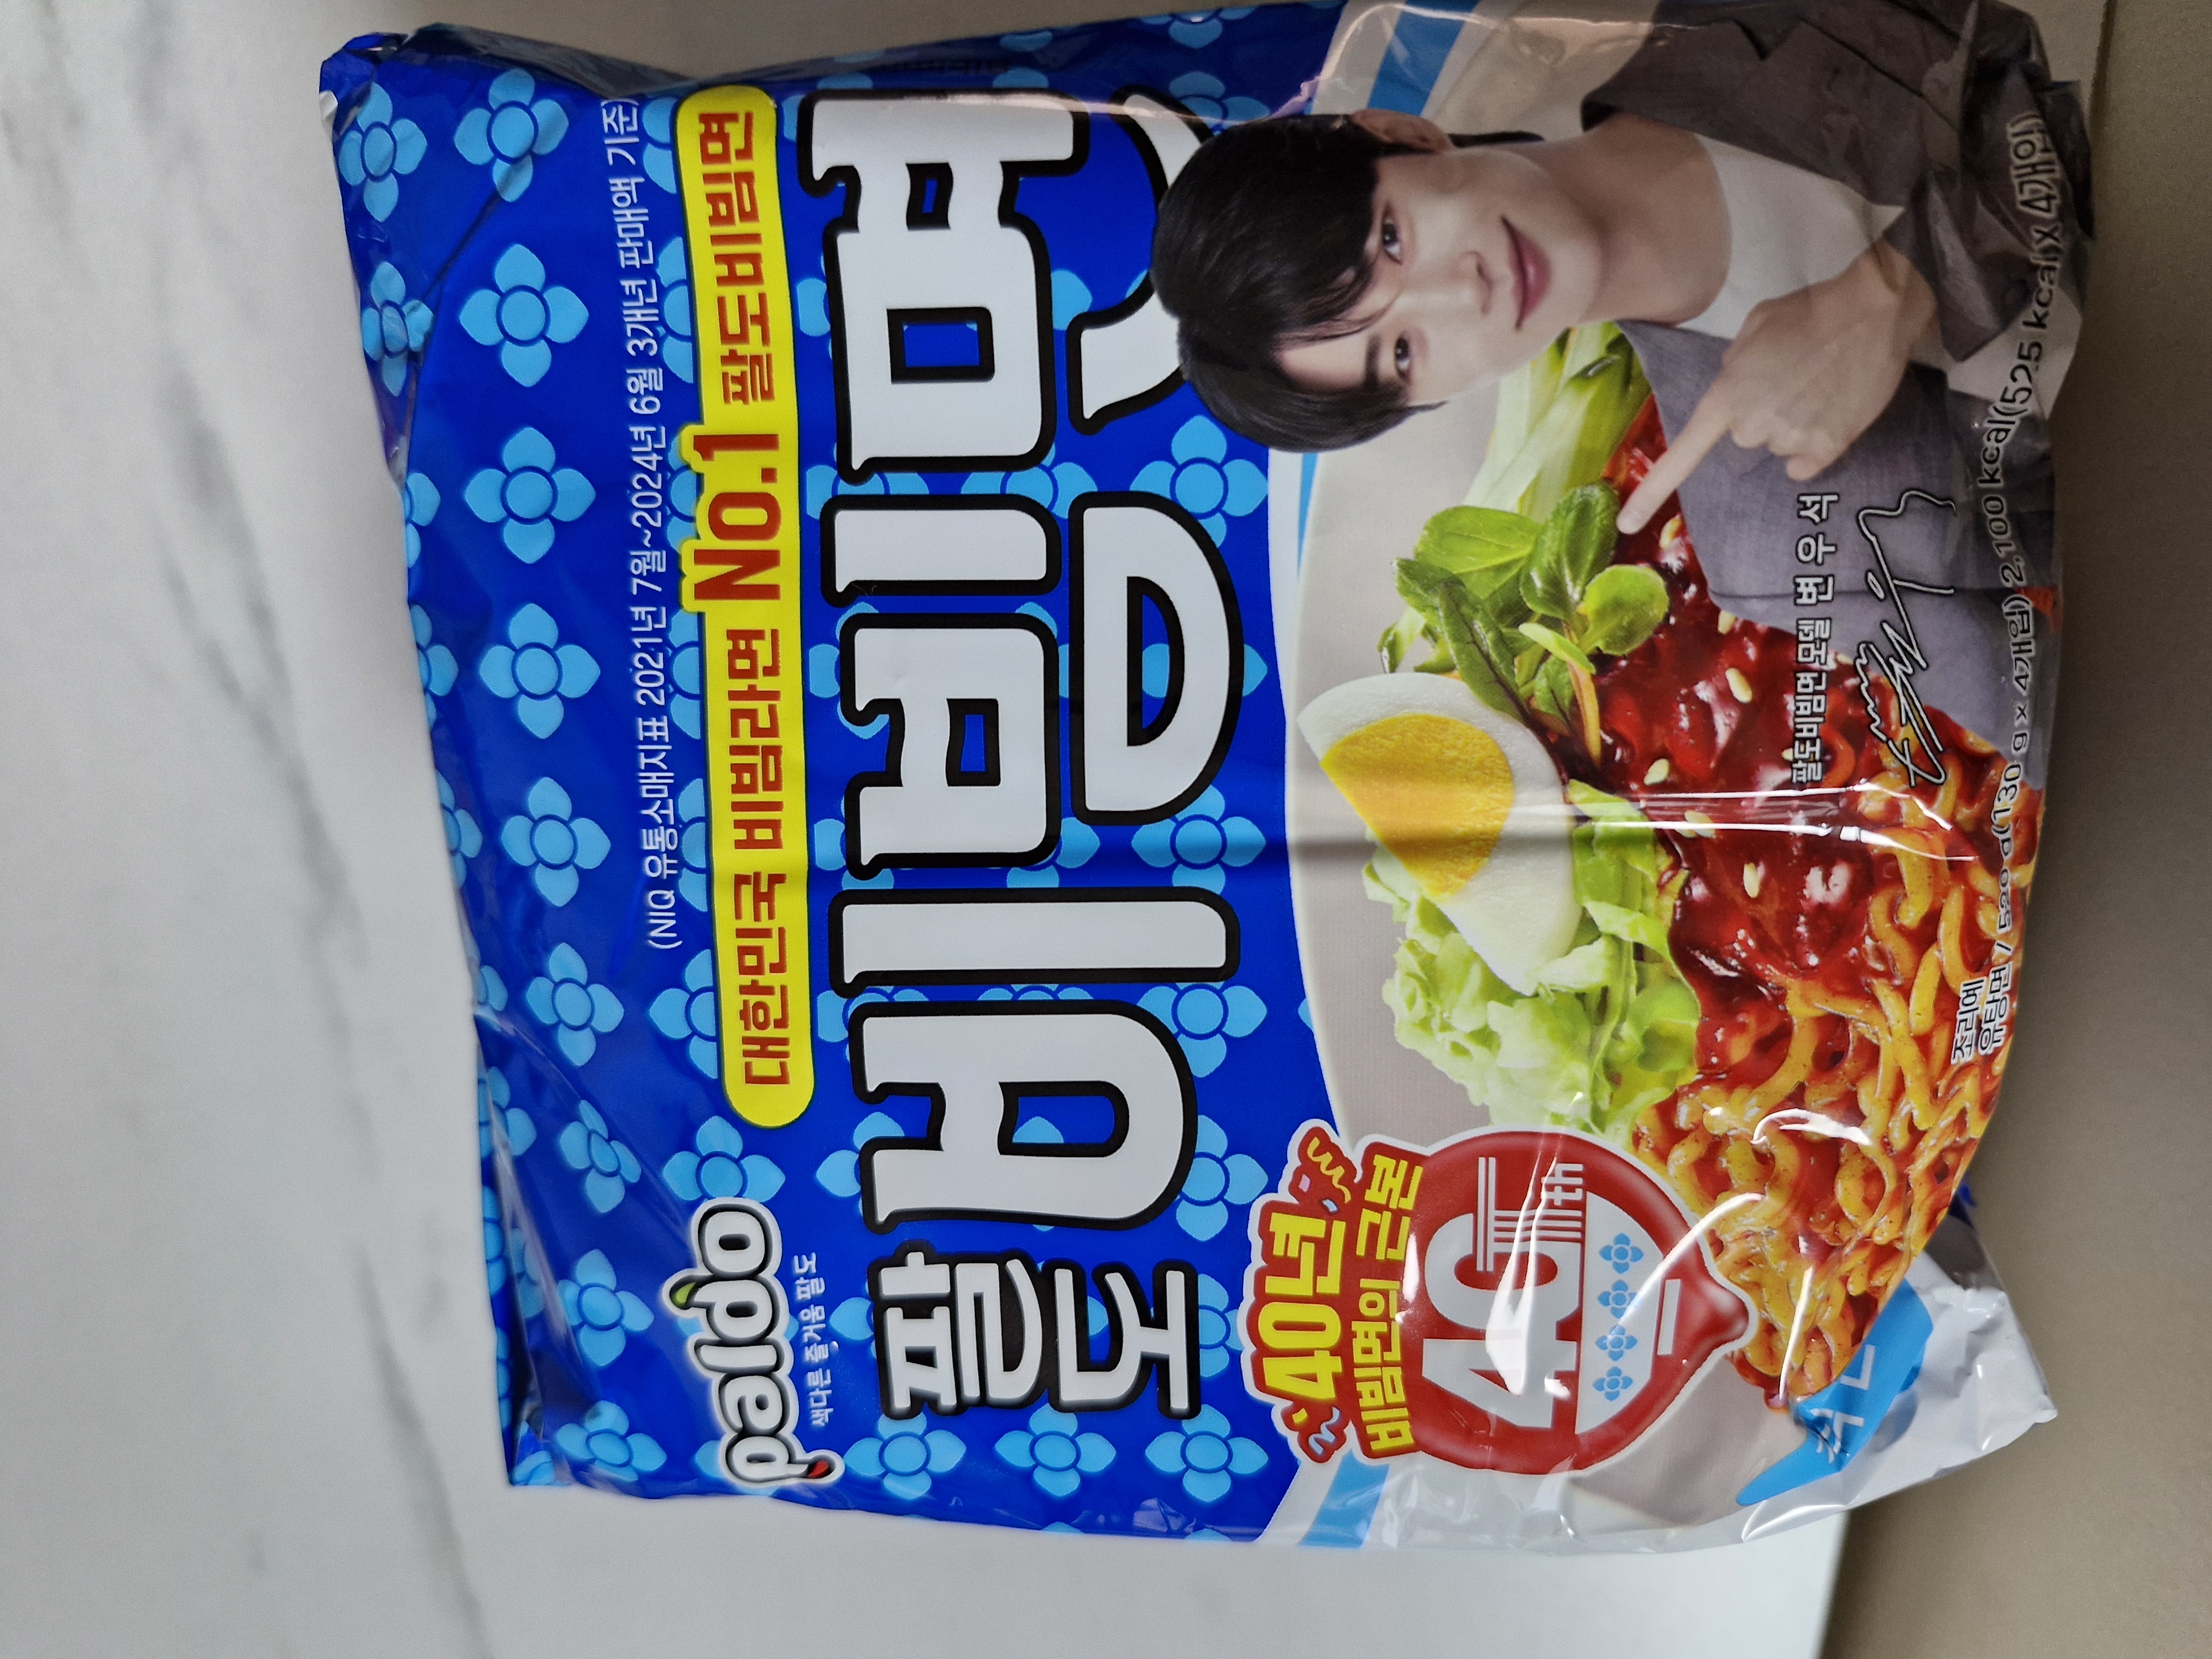 (NIQ 유통소매지표 2021년 7월~2024년 6월 3개년 판매액 기준)
paldo
대한민국 비빔라면 No.1 팔도비빔면
색다른 즐거움 팔도
팔도
비빔면
40년
비빔면의 근본
40th
팔도비빔면 모델 변우석
조리예
유탕면 / 520 g(130 g x 4개입) 2,100 kcal(525 kcal x 4개입)